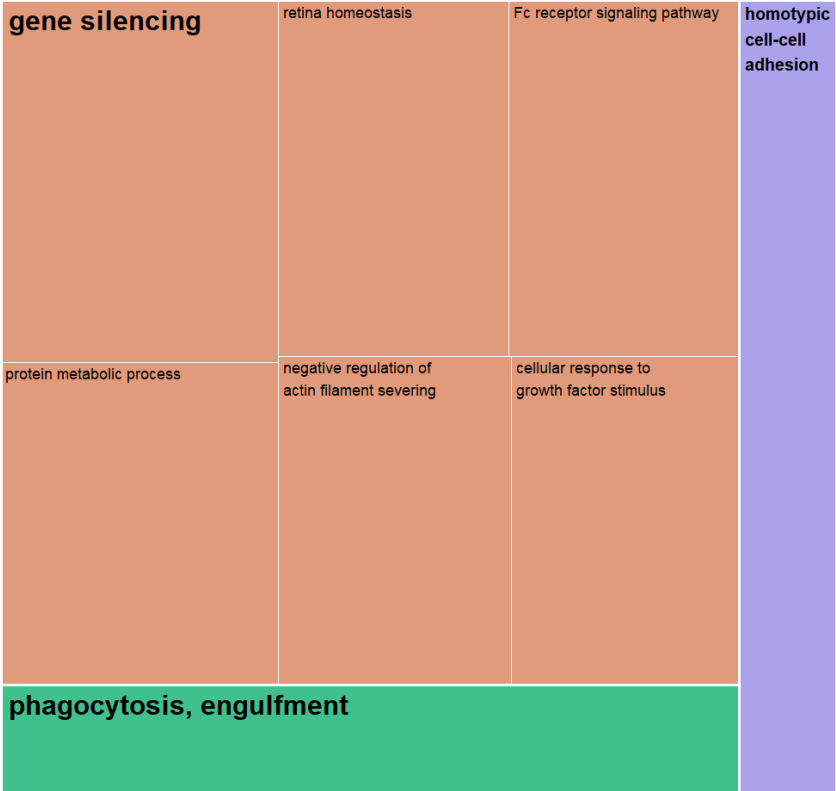 gene silencing
retina homeostasis
Fc receptor signaling pathway
homotypic
cell-cell
adhesion
protein metabolic process
negative regulation of
actin filament severing
cellular response to
growth factor stimulus
phagocytosis, engulfment